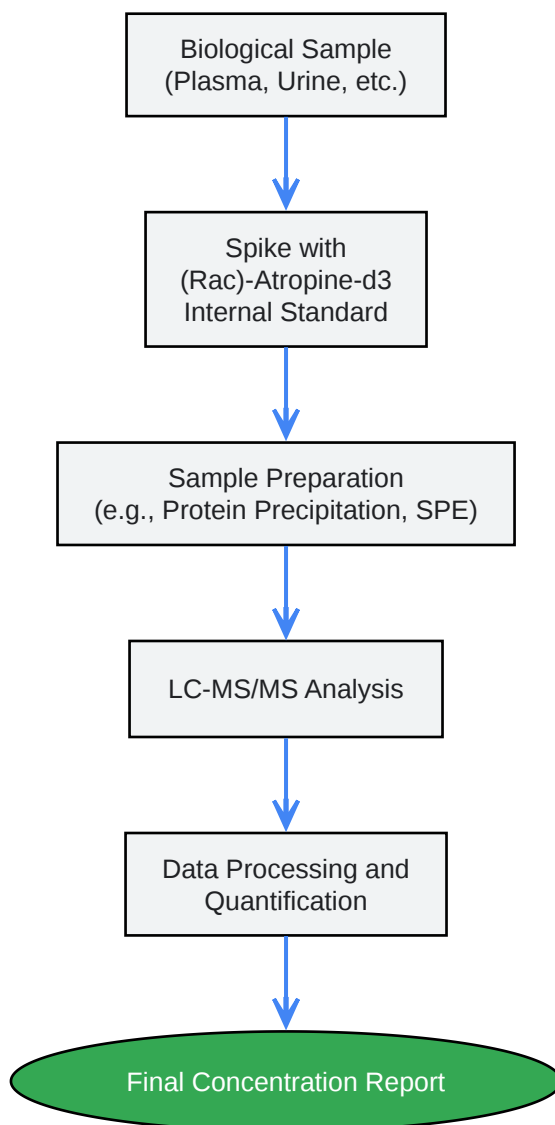 Biological Sample
(Plasma, Urine, etc.)
Spike with
(Rac)-Atropine-d3
Internal Standard
Sample Preparation
(e.g., Protein Precipitation, SPE)
LC-MS/MS Analysis
Data Processing and
Quantification
Final Concentration Report